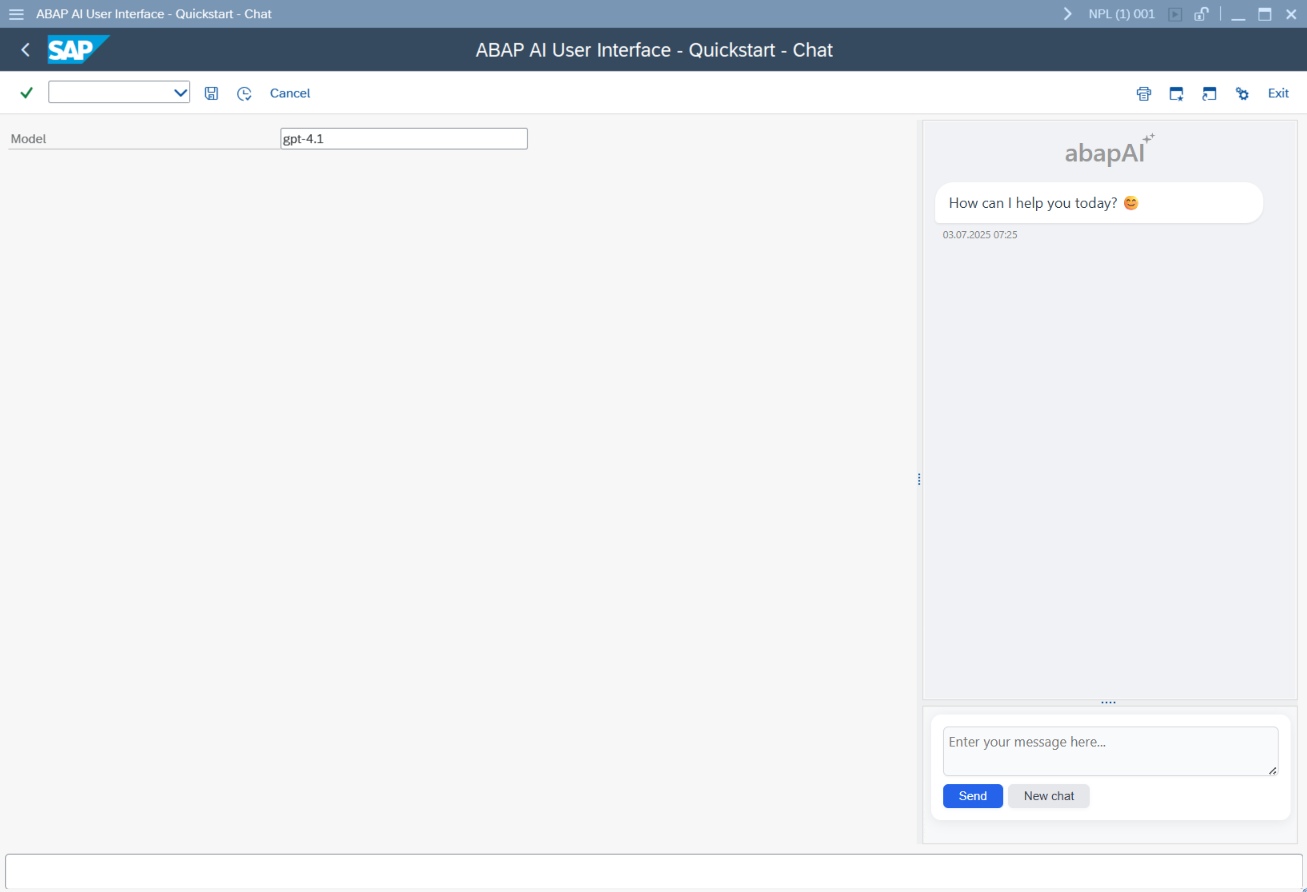 ABAP AI User Interface - Quickstart - Chat
NPL (1) 001
SAP
ABAP AI User Interface - Quickstart - Chat
Cancel
Exit
Model
gpt-4.1
abapAI
How can I help you today? 😊
03.07.2025 07:25
Enter your message here...
Send
New chat